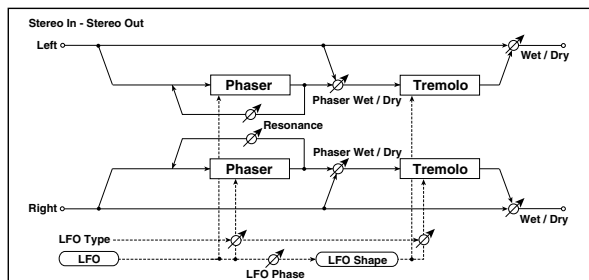 Stereo In - Stereo Out
Left
Wet / Dry
Phaser
Tremolo
Phaser Wet / Dry
Resonance
Phaser Wet / Dry
Phaser
Tremolo
Right
Wet / Dry
LFO Type
LFO
LFO Shape
LFO Phase